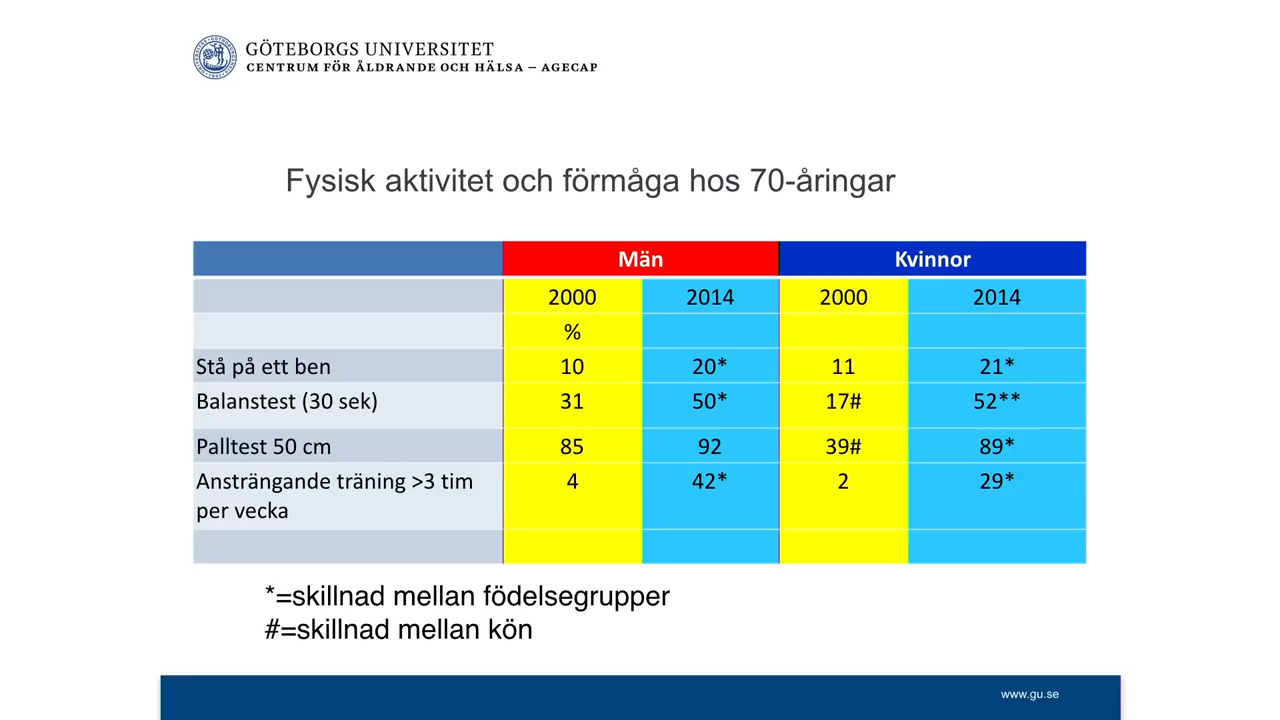 GÖTEBORGS UNIVERSITET
CENTRUM FÖR ÅLDRANDE OCH HÄLSA – AGECAP
Fysisk aktivitet och förmåga hos 70-åringar
Män Kvinnor
2000 2014 2000 2014
%
Stå på ett ben 10 20* 11 21*
Balanstest (30 sek) 31 50* 17# 52**
Palltest 50 cm 85 92 39# 89*
Ansträngande träning >3 tim 4 42* 2 29*
per vecka
*=skillnad mellan födelsegrupper
#=skillnad mellan kön
www.gu.se